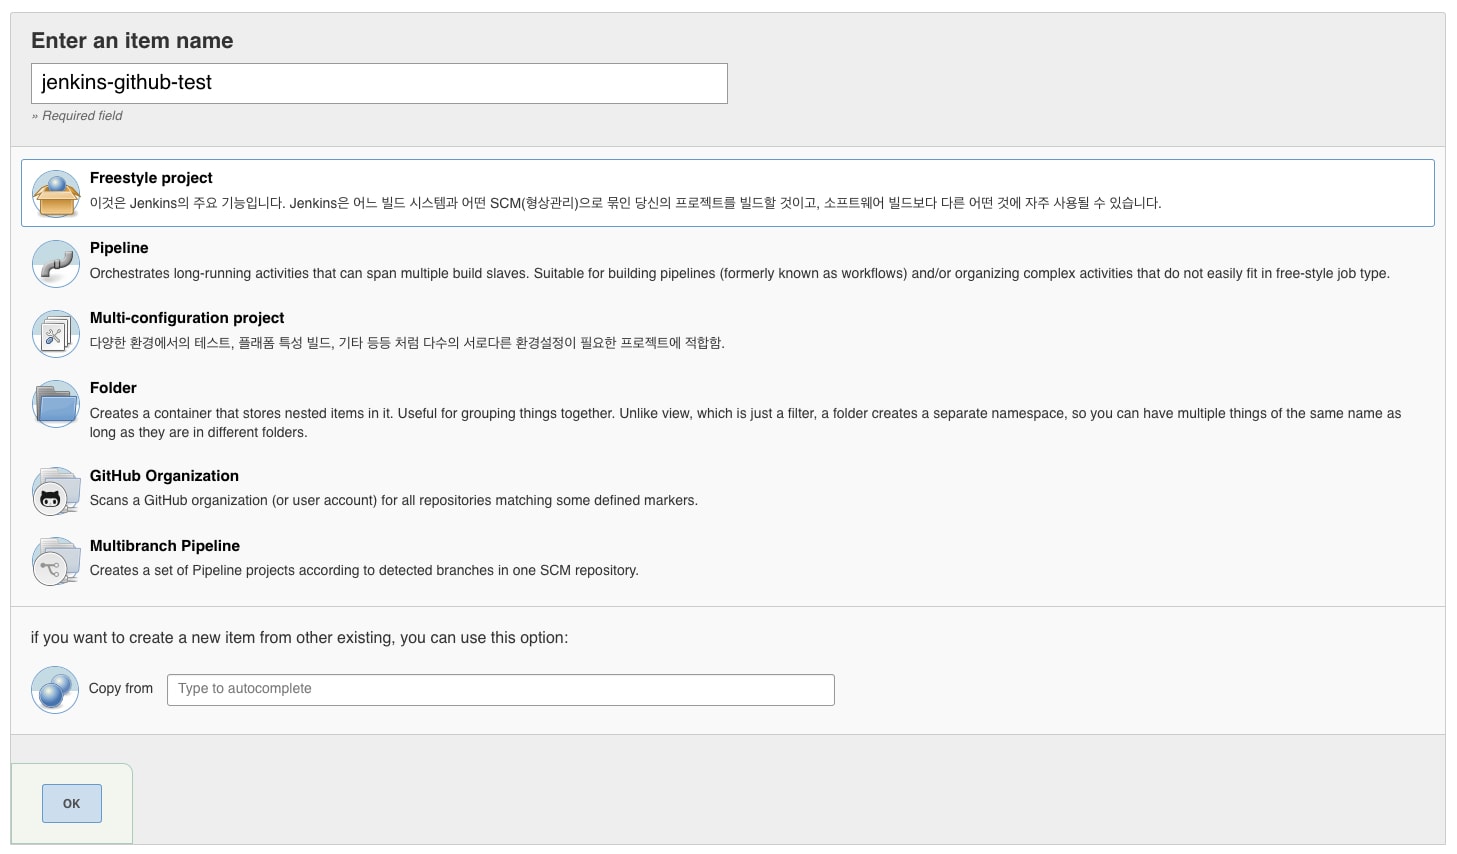 Enter an item name
jenkins-github-test
» Required field
Freestyle project
이것은 Jenkins의 주요 기능입니다. Jenkins은 어느 빌드 시스템과 어떤 SCM(형상관리)으로 묶인 당신의 프로젝트를 빌드할 것이고, 소프트웨어 빌드보다 다른 어떤 것에 자주 사용될 수 있습니다.
Pipeline
Orchestrates long-running activities that can span multiple build slaves. Suitable for building pipelines (formerly known as workflows) and/or organizing complex activities that do not easily fit in free-style job type.
Multi-configuration project
다양한 환경에서의 테스트, 플래폼 특성 빌드, 기타 등등 처럼 다수의 서로다른 환경설정이 필요한 프로젝트에 적합함.
Folder
Creates a container that stores nested items in it. Useful for grouping things together. Unlike view, which is just a filter, a folder creates a separate namespace, so you can have multiple things of the same name as
long as they are in different folders.
GitHub Organization
Scans a GitHub organization (or user account) for all repositories matching some defined markers.
Multibranch Pipeline
Creates a set of Pipeline projects according to detected branches in one SCM repository.
if you want to create a new item from other existing, you can use this option:
Copy from
Type to autocomplete
OK